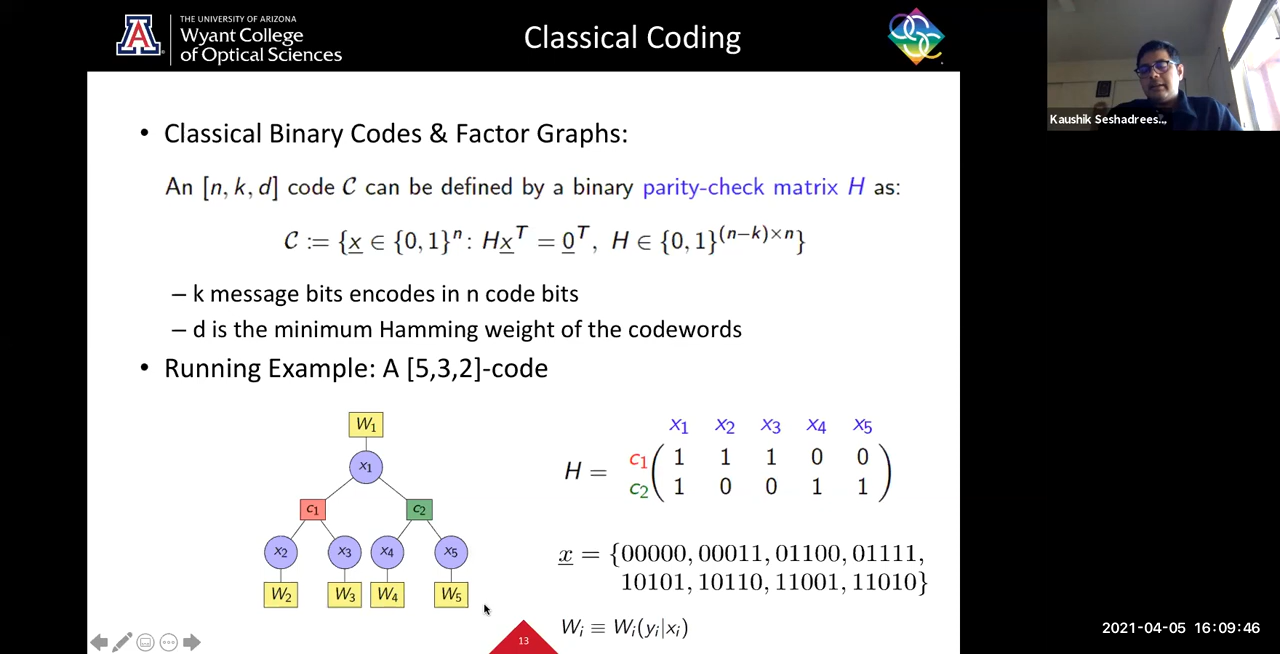 THE UNIVERSITY OF ARIZONA
Wyant College
of Optical Sciences
Classical Coding
Kaushik Seshadrees...
• Classical Binary Codes & Factor Graphs:
An [n, k, d] code 𝒞 can be defined by a binary parity-check matrix H as:
𝒞 := {x̲ ∈ {0, 1}ⁿ : Hx̲ᵀ = 0̲ᵀ, H ∈ {0, 1}⁽ⁿ⁻ᵏ⁾ˣⁿ}
– k message bits encodes in n code bits
– d is the minimum Hamming weight of the codewords
• Running Example: A [5,3,2]-code
W₁
x₁
c₁ c₂
x₂ x₃ x₄ x₅
W₂ W₃ W₄ W₅
x₁ x₂ x₃ x₄ x₅
H =
c₁ 1 1 1 0 0
c₂ 1 0 0 1 1
x̲ = {00000, 00011, 01100, 01111,
10101, 10110, 11001, 11010}
Wᵢ ≡ Wᵢ(yᵢ|xᵢ)
13
2021-04-05 16:09:46